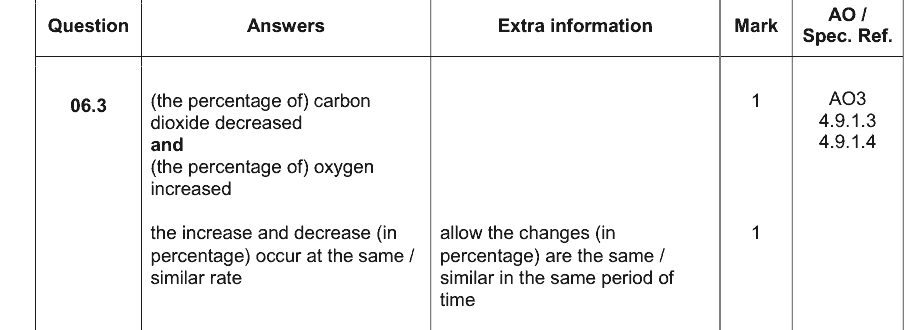 Question Answers Extra information Mark AO /
Spec. Ref.
06.3 (the percentage of) carbon 1 AO3
dioxide decreased 4.9.1.3
and 4.9.1.4
(the percentage of) oxygen
increased
the increase and decrease (in allow the changes (in 1
percentage) occur at the same / percentage) are the same /
similar rate similar in the same period of
time